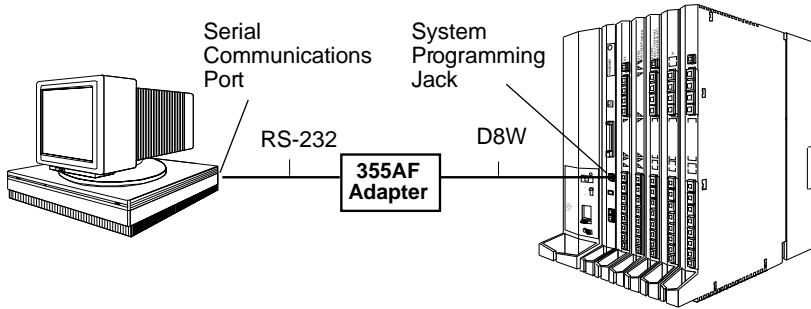 Serial
Communications
Port
System
Programming
Jack
RS-232
D8W
355AF
Adapter